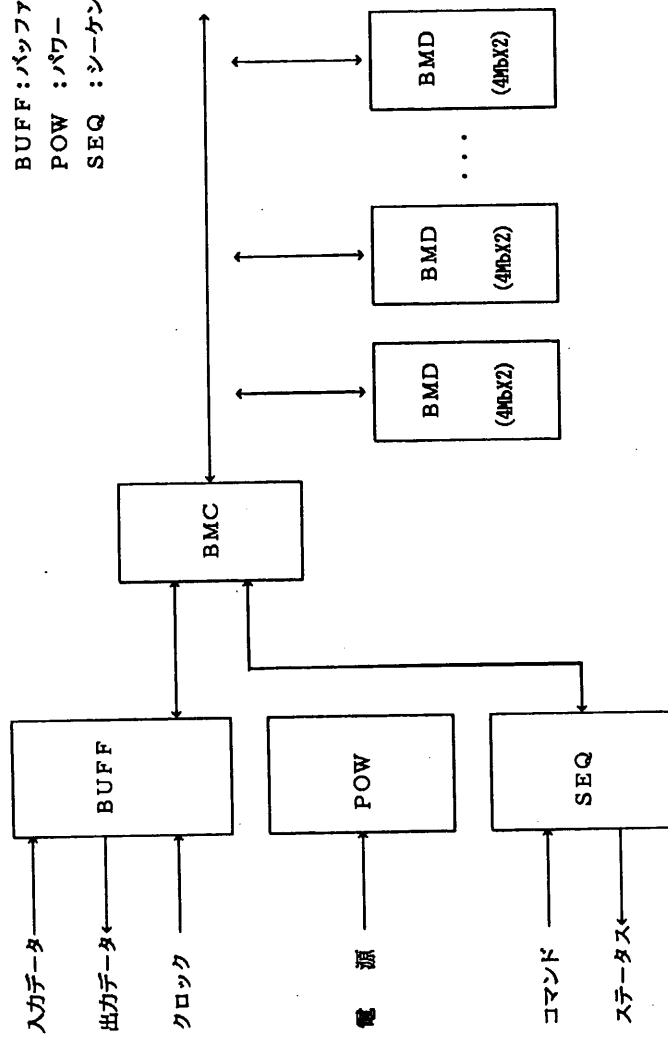 入力データ
出力データ
クロック
BUFF
電 源
POW
コマンド
ステータス
SEQ
BMC
BMD
(4MbX2)
BMD
(4MbX2)
...
BMD
(4MbX2)
BUFF:バッファ
POW :パワー
SEQ :シーケン